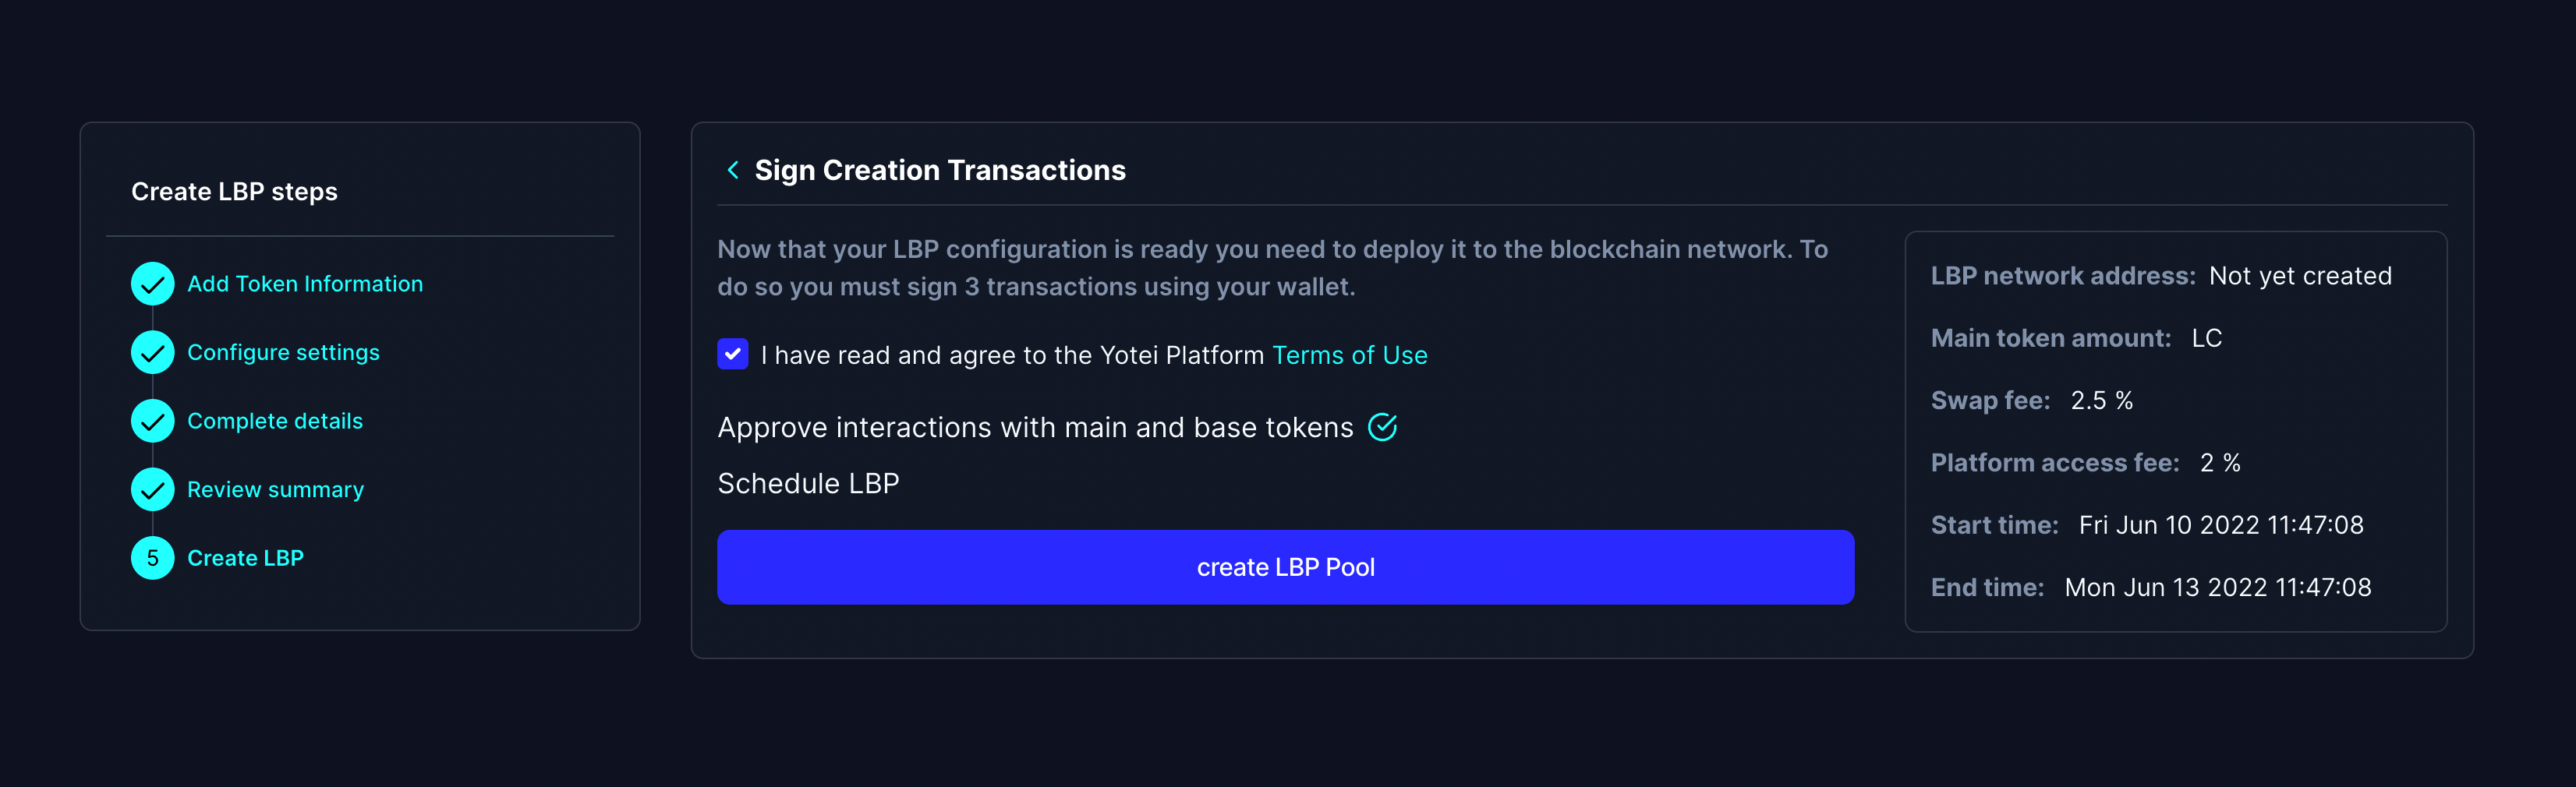 Create LBP steps
Add Token Information
Configure settings
Complete details
Review summary
5 Create LBP
Sign Creation Transactions
Now that your LBP configuration is ready you need to deploy it to the blockchain network. To
do so you must sign 3 transactions using your wallet.
I have read and agree to the Yotei Platform Terms of Use
Approve interactions with main and base tokens
Schedule LBP
create LBP Pool
LBP network address: Not yet created
Main token amount: LC
Swap fee: 2.5 %
Platform access fee: 2 %
Start time: Fri Jun 10 2022 11:47:08
End time: Mon Jun 13 2022 11:47:08